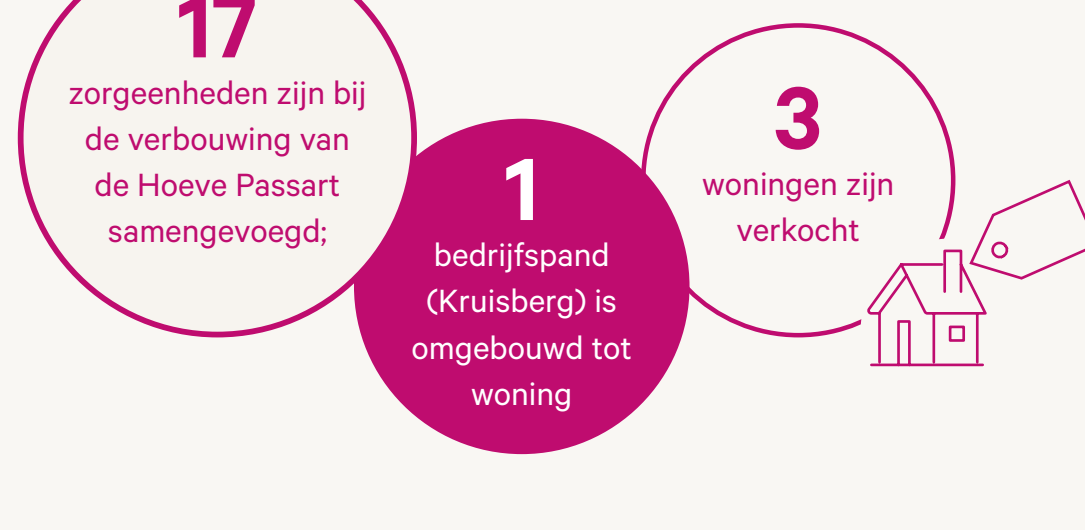 17
zorgeenheden zijn bij
de verbouwing van
de Hoeve Passart
samengevoegd;
1
bedrijfspand
(Kruisberg) is
omgebouwd tot
woning
3
woningen zijn
verkocht